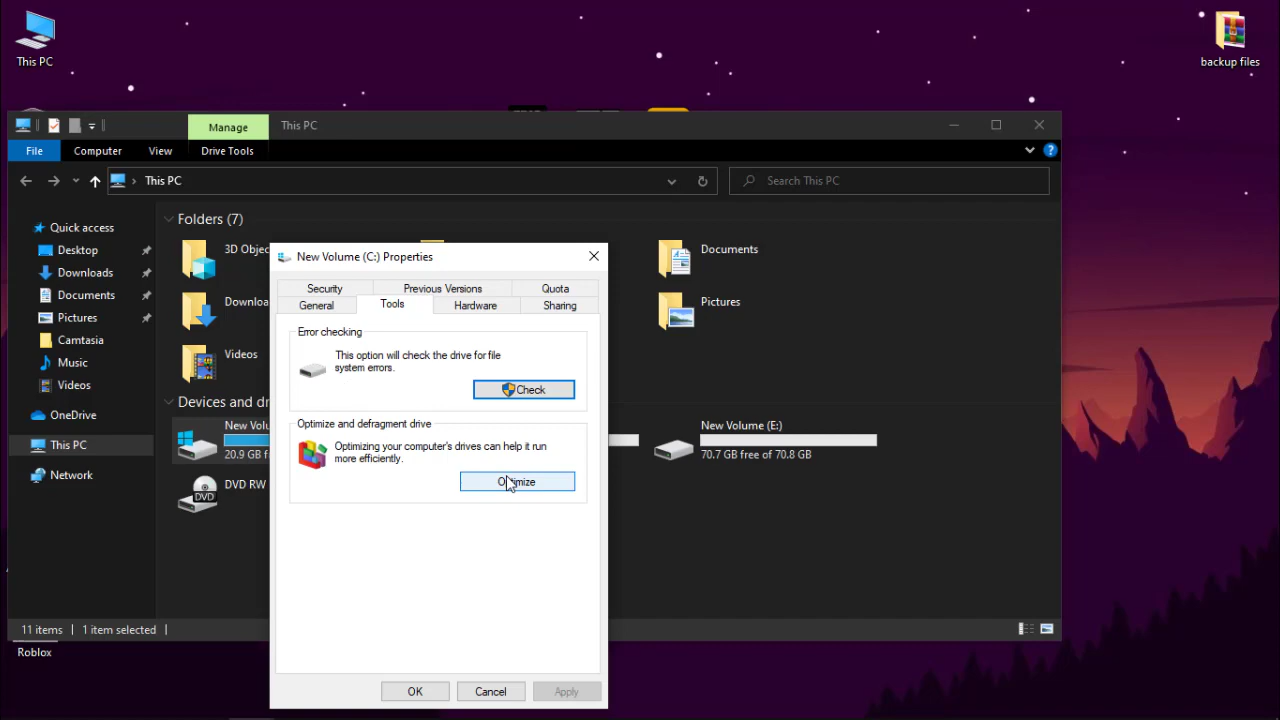 This PC
backup files
Manage
This PC
File
Computer
View
Drive Tools
This PC
Search This PC
Quick access
Desktop
Downloads
Documents
Pictures
Camtasia
Music
Videos
OneDrive
This PC
Network
Folders (7)
3D Objec
Downloa
Videos
Documents
Pictures
Devices and dr
New Volu
20.9 GB f
DVD RW
DVD
New Volume (E:)
70.7 GB free of 70.8 GB
New Volume (C:) Properties
Security
Previous Versions
Quota
General
Tools
Hardware
Sharing
Error checking
This option will check the drive for file
system errors.
Check
Optimize and defragment drive
Optimizing your computer's drives can help it run
more efficiently.
Optimize
OK
Cancel
Apply
11 items
1 item selected
Roblox